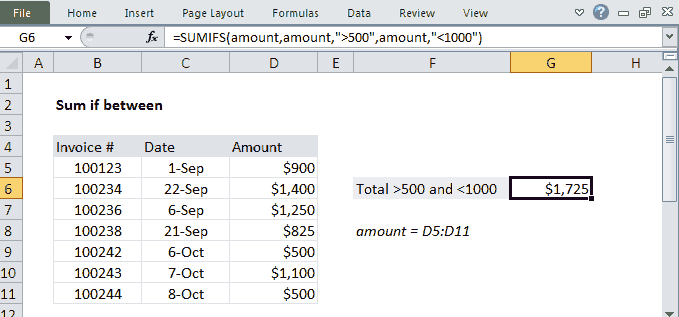 File Home Insert Page Layout Formulas Data Review View
G6 fx =SUMIFS(amount,amount,">500",amount,"<1000")
A B C D E F G H
1
2 Sum if between
3
4 Invoice # Date Amount
5 100123 1-Sep $900
6 100234 22-Sep $1,400 Total >500 and <1000 $1,725
7 100236 6-Sep $1,250
8 100238 21-Sep $825 amount = D5:D11
9 100242 6-Oct $500
10 100243 7-Oct $1,100
11 100244 8-Oct $500
12